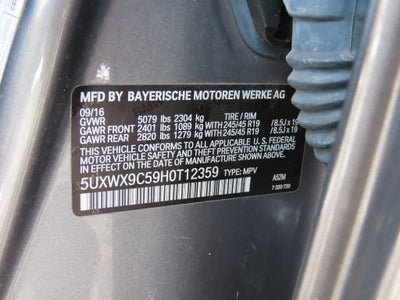 MFD BY BAYERISCHE MOTOREN WERKE AG
09/16
GVWR 5079 lbs 2304 kg TIRE / RIM
GAWR FRONT 2401 lbs 1089 kg WITH 245/45 R19 /8.5J x 19
GAWR REAR 2820 lbs 1279 kg WITH 245/45 R19 /8.5J x 19
THIS VEHICLE CONFORMS TO ALL APPLICABLE U.S. FEDERAL
MOTOR VEHICLE SAFETY STANDARDS IN EFFECT ON
THE DATE OF MANUFACTURE SHOWN ABOVE.
5UXWX9C59H0T12359 TYPE: MPV
A52M
7 320 730